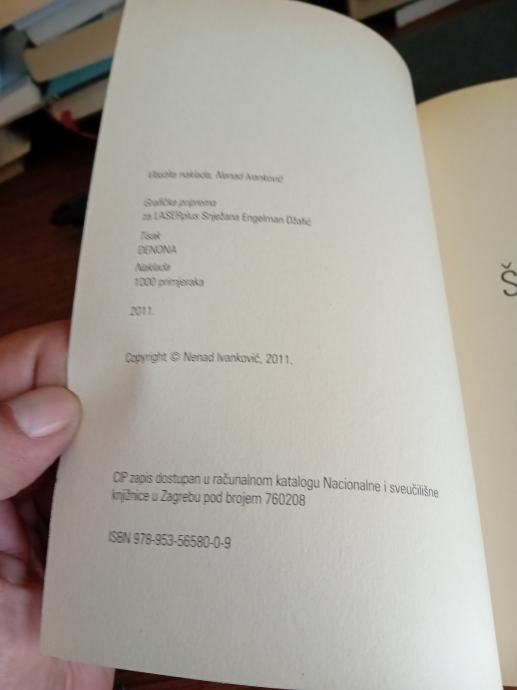 Vlastita naklada, Nenad Ivanković
Grafička priprema
za LASERplus Snježana Engelman Džafić
Tisak
DENONA
Naklada
1000 primjeraka
2011.
Copyright © Nenad Ivanković, 2011.
CIP zapis dostupan u računalnom katalogu Nacionalne i sveučilišne
knjižnice u Zagrebu pod brojem 760208
ISBN 978-953-56580-0-9
Š